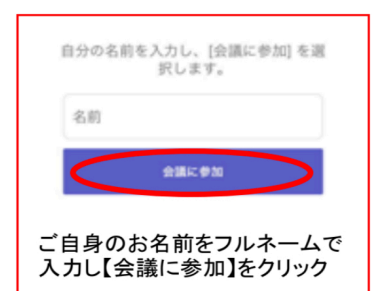 自分の名前を入力し、[会議に参加] を選
択します。
名前
会議に参加
ご自身のお名前をフルネームで
入力し【会議に参加】をクリック